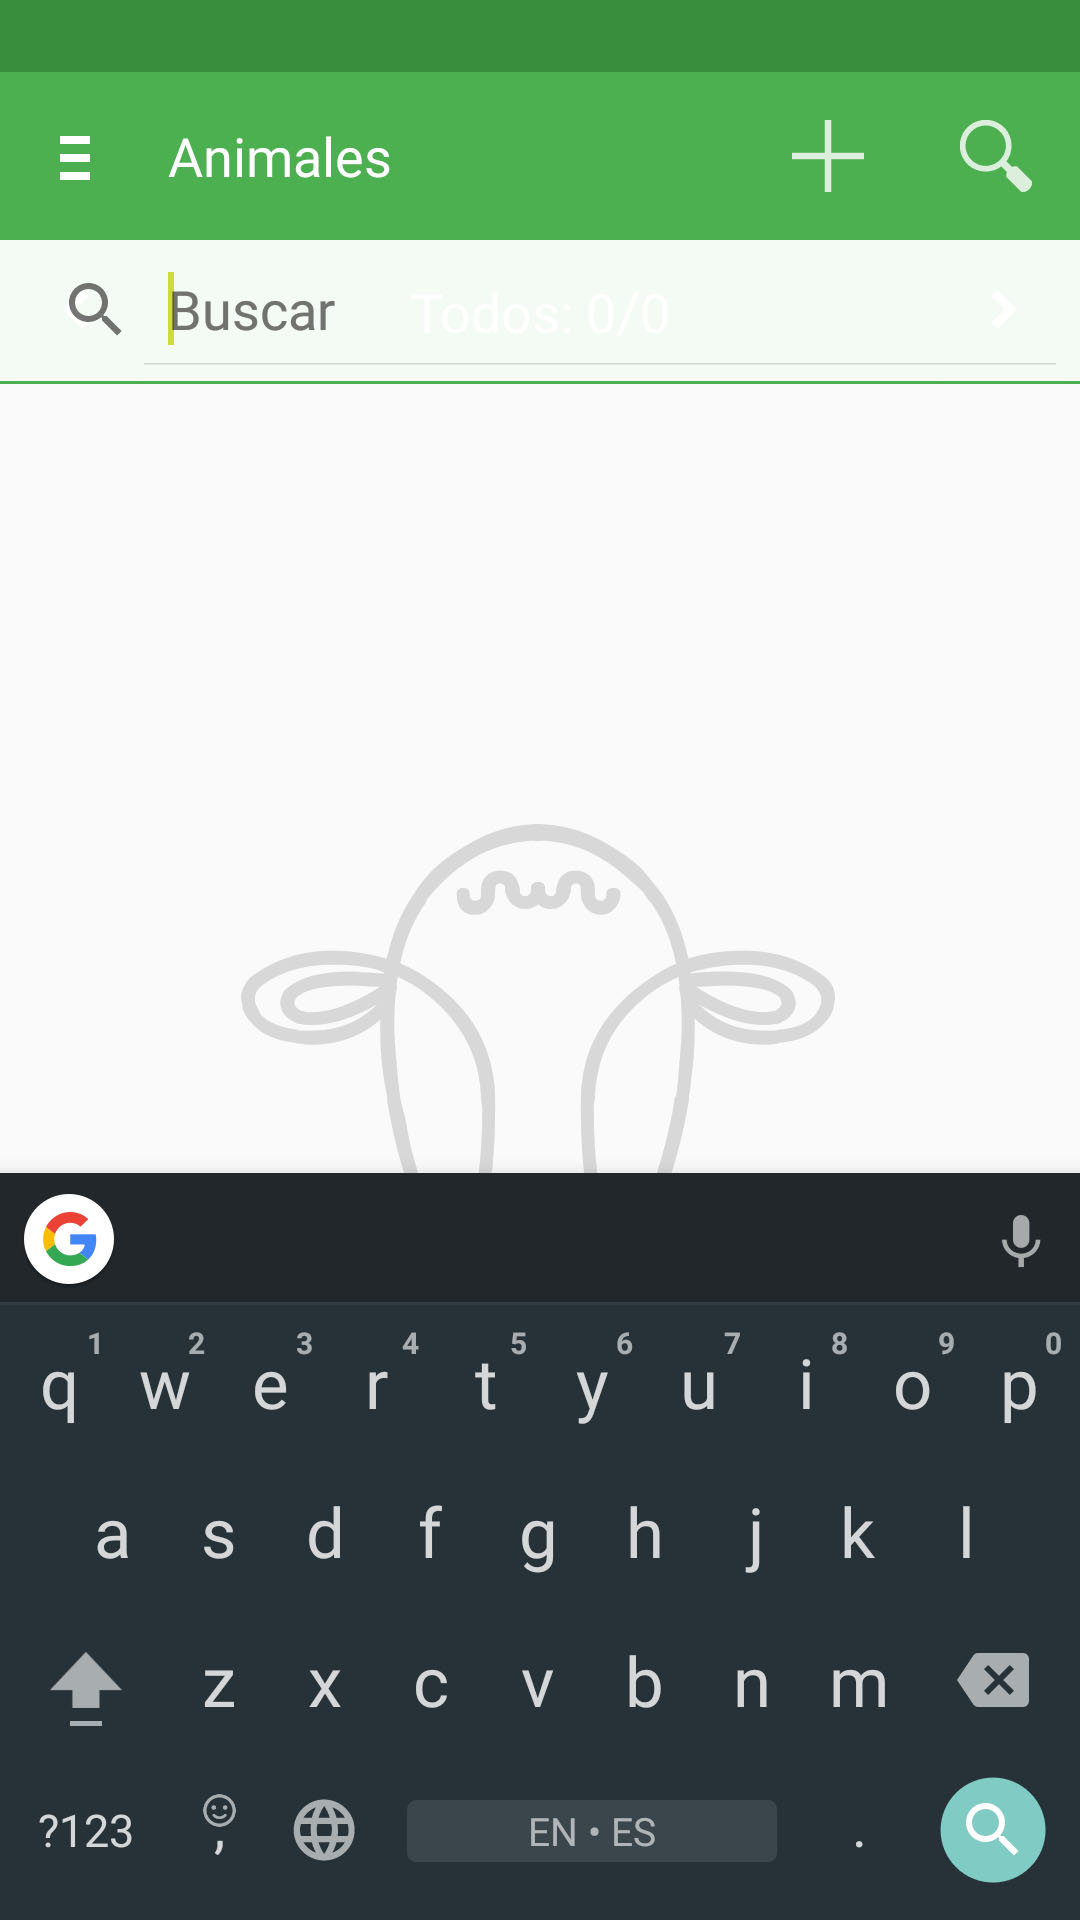 Animales
Buscar Todos: 0/0
1 2 3 4 5 6 7 8 9 0
q w e r t y u i o p
a s d f g h j k l
z x c v b n m
?123 , EN • ES .